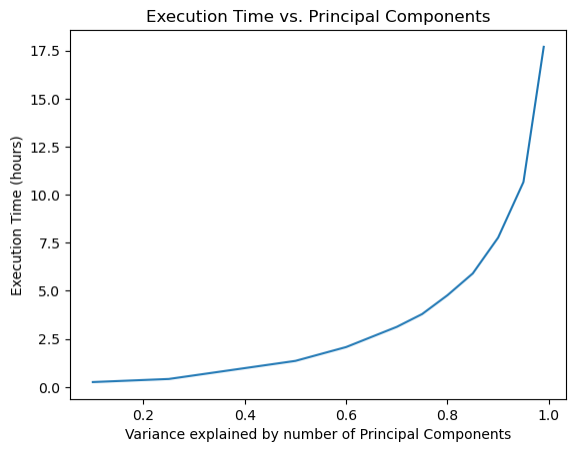 Execution Time vs. Principal Components
17.5
15.0
12.5
10.0
7.5
5.0
2.5
0.0
Execution Time (hours)
0.2 0.4 0.6 0.8 1.0
Variance explained by number of Principal Components